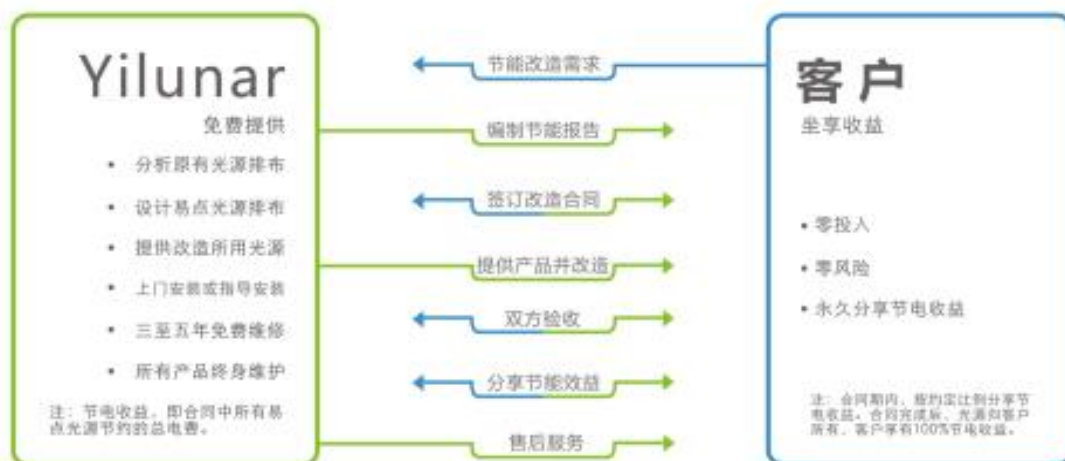 Yilunar
免费提供
• 分析原有光源排布
• 设计易点光源排布
• 提供改造所用光源
• 上门安装或指导安装
• 三至五年免费维修
• 所有产品终身维护
注：节电收益，即合同中所有易
点光源节约的总电费。
节能改造需求
编制节能报告
签订改造合同
提供产品并改造
双方验收
分享节能效益
售后服务
客户
坐享收益
• 零投入
• 零风险
• 永久分享节电收益
注：合同期内，按约定比例分享节
电收益。合同完成后，光源归客户
所有，客户享有100%节电收益。